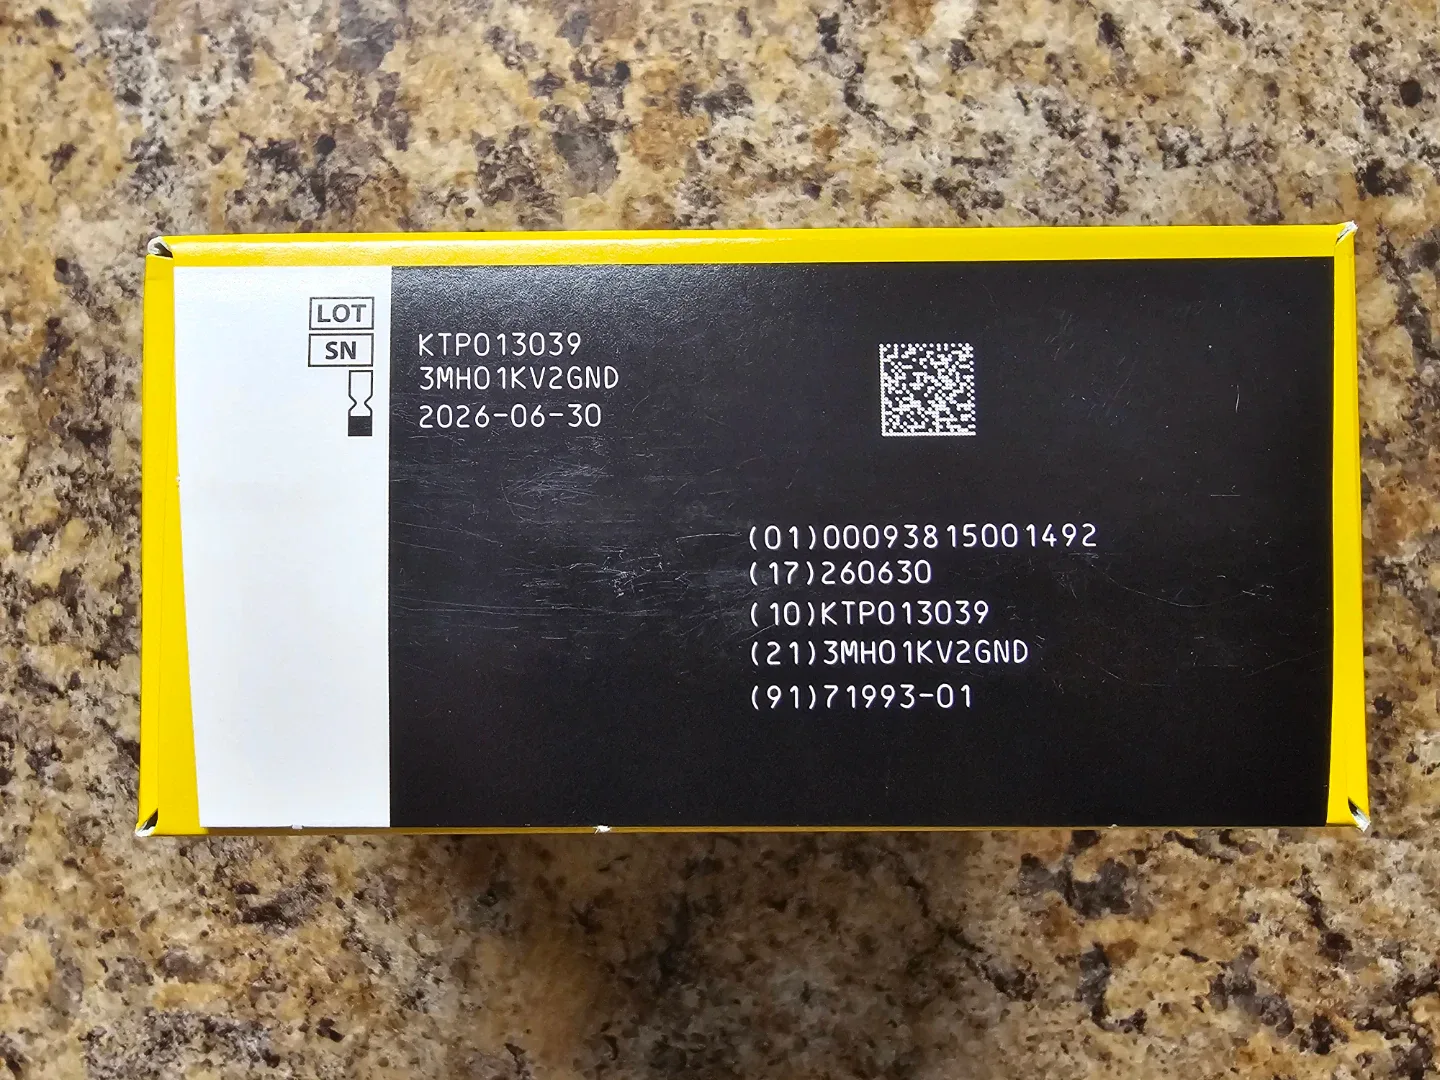 LOT
SN
KTP013039
3MH01KV2GND
2026-06-30
(01)00093815001492
(17)260630
(10)KTP013039
(21)3MH01KV2GND
(91)71993-01